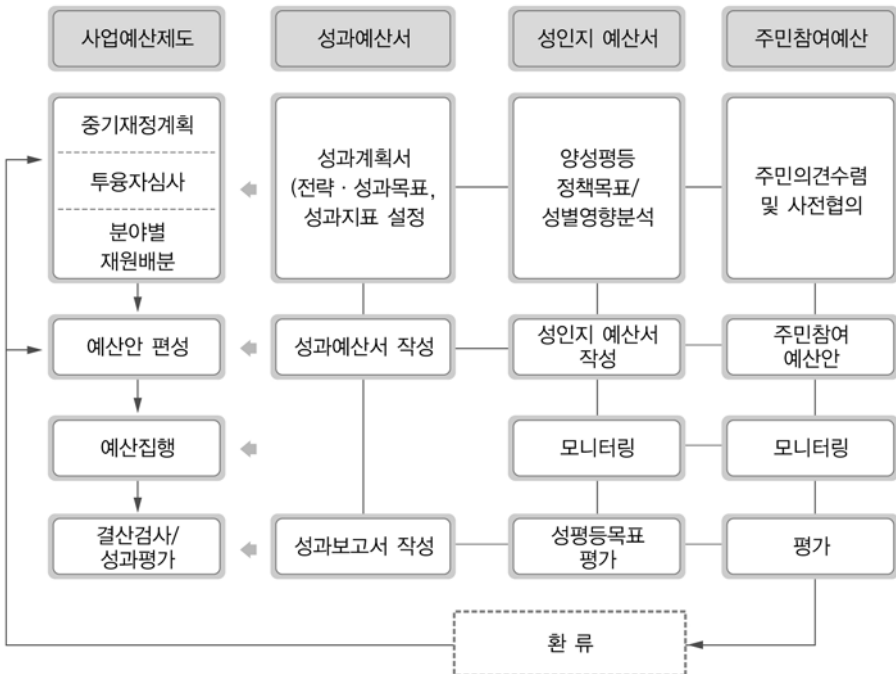 사업예산제도
성과예산서
성인지 예산서
주민참여예산
중기재정계획
투융자심사
분야별
재원배분
성과계획서
(전략 · 성과목표,
성과지표 설정)
양성평등
정책목표/
성별영향분석
주민의견수렴
및 사전협의
예산안 편성
성과예산서 작성
성인지 예산서
작성
주민참여
예산안
예산집행
모니터링
모니터링
결산검사/
성과평가
성과보고서 작성
성평등목표
평가
평가
환 류